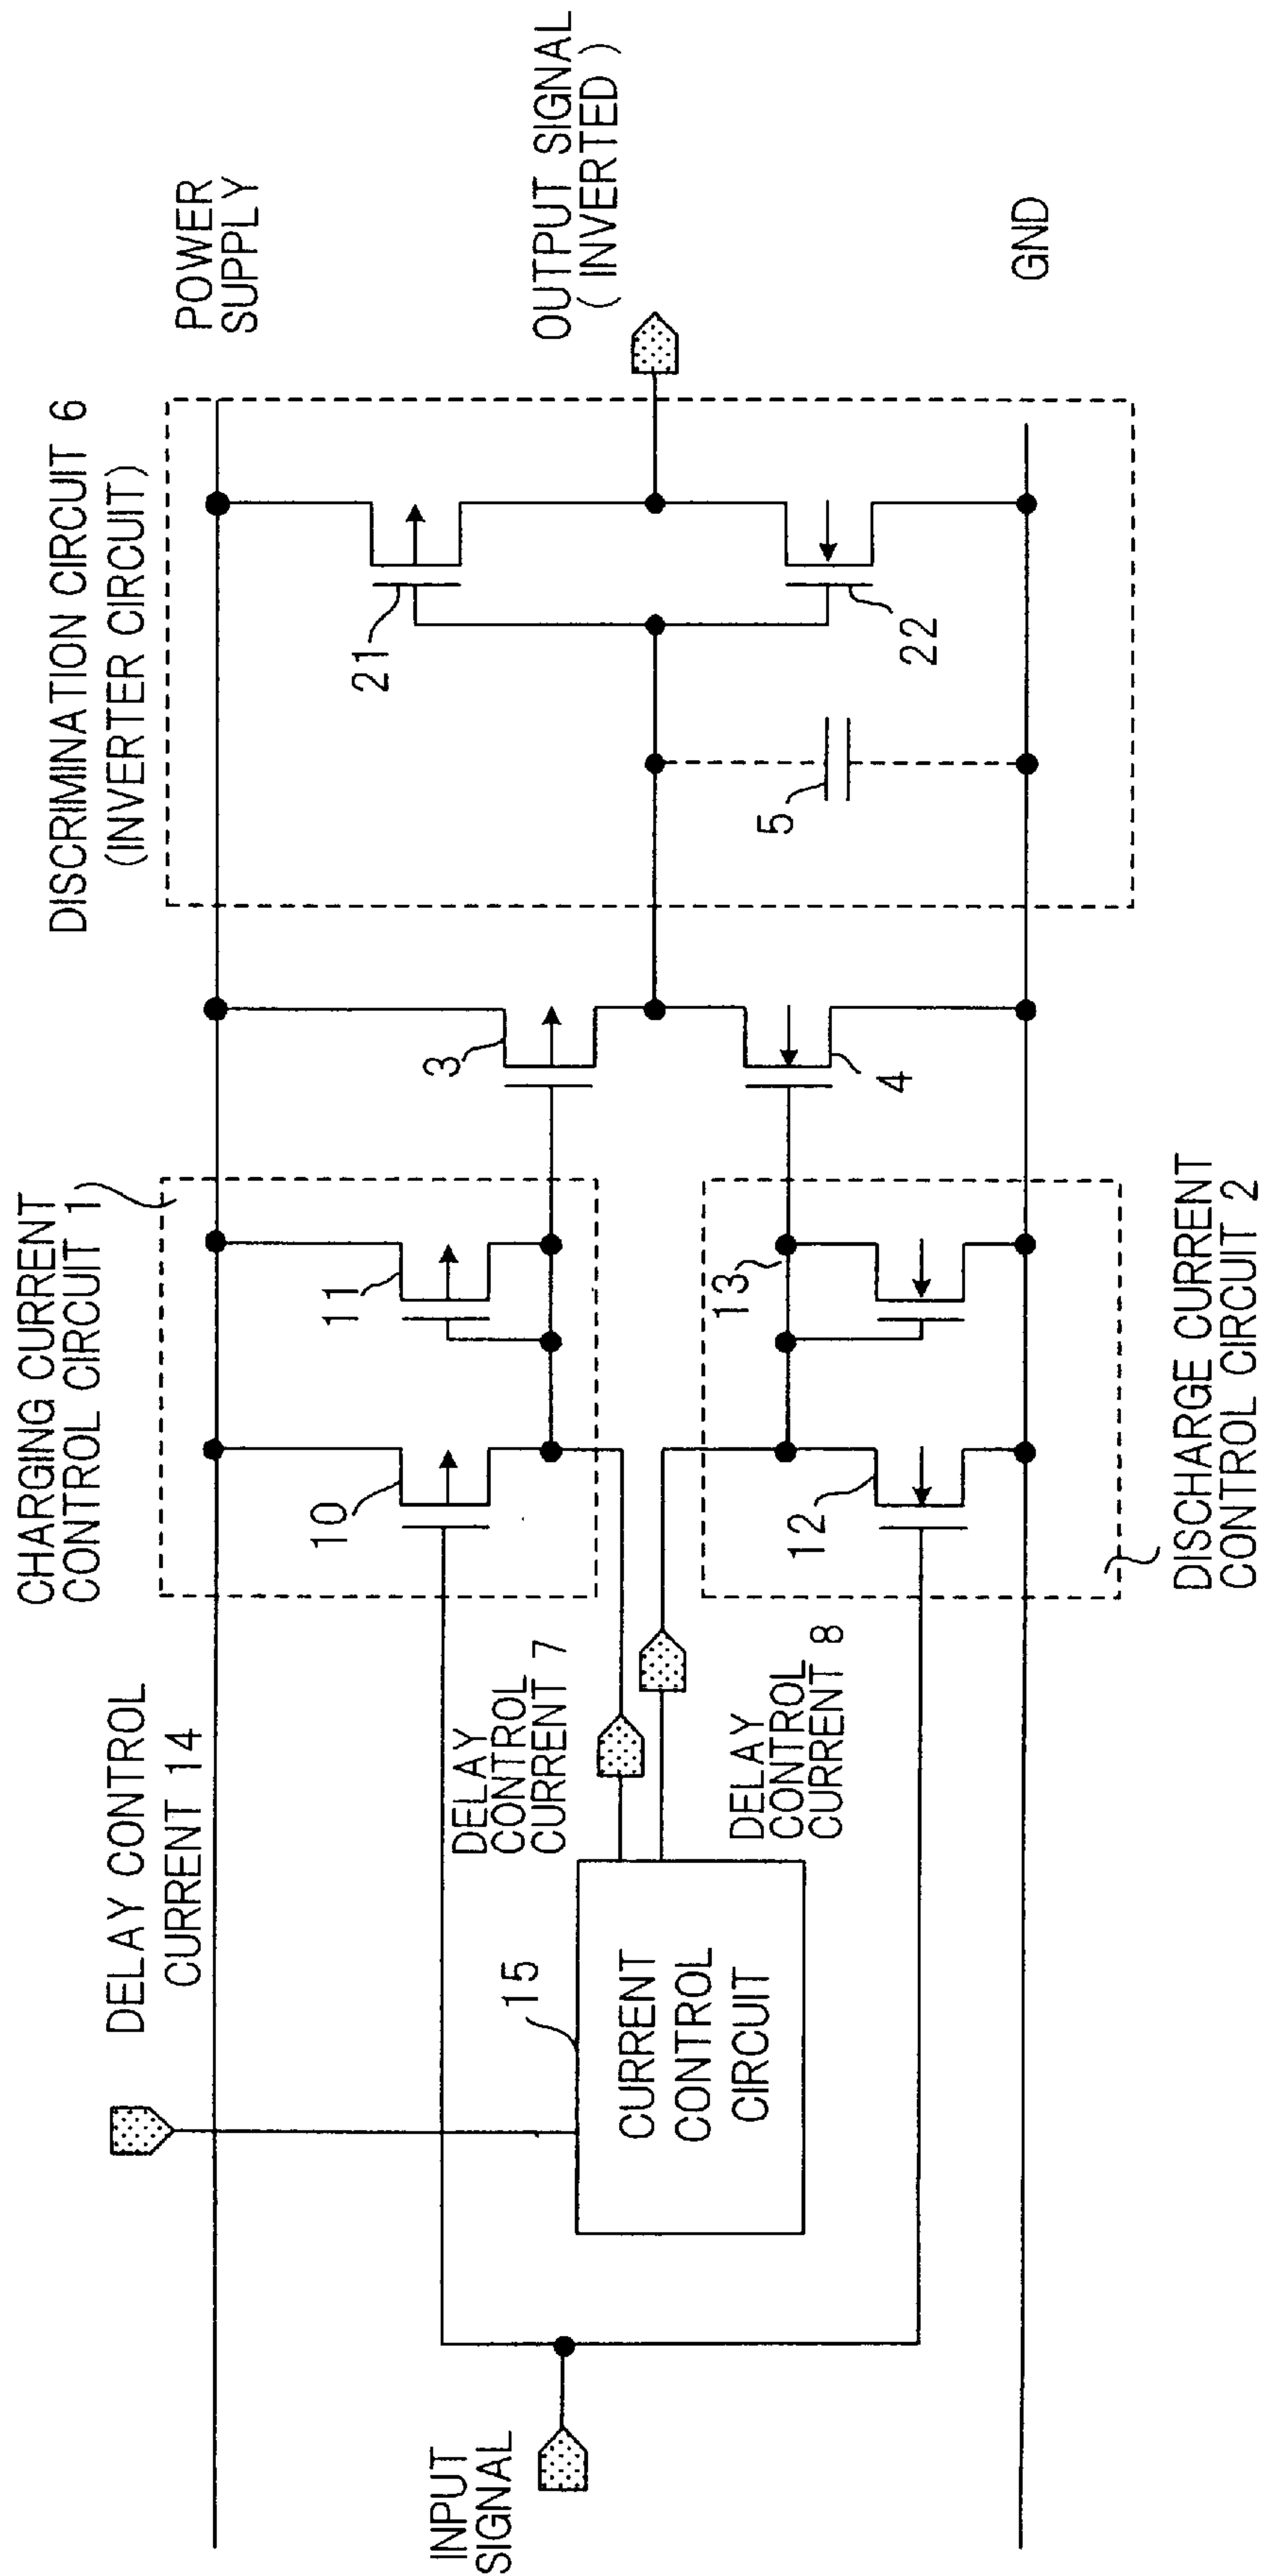 CHARGING CURRENT
CONTROL CIRCUIT 1
DISCRIMINATION CIRCUIT 6
(INVERTER CIRCUIT)
POWER
SUPPLY
DELAY CONTROL
CURRENT 14
10
11
3
21
OUTPUT SIGNAL
( INVERTED )
INPUT
SIGNAL
15
CURRENT
CONTROL
CIRCUIT
DELAY
CONTROL
CURRENT 7
DELAY
CONTROL
CURRENT 8
12
13
4
5
22
GND
DISCHARGE CURRENT
CONTROL CIRCUIT 2